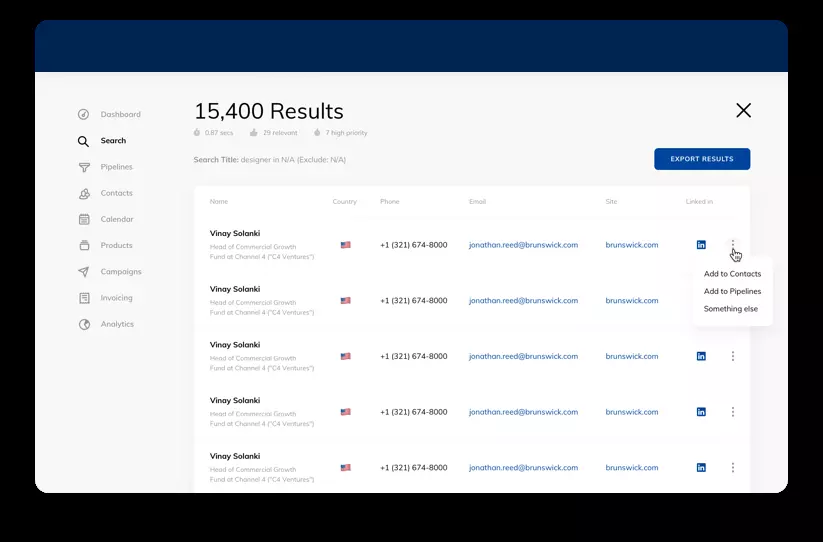 15,400 Results
0.87 secs 29 relevant 7 high priority
Search Title: designer in N/A (Exclude: N/A)
EXPORT RESULTS
Dashboard
Search
Pipelines
Contacts
Calendar
Products
Campaigns
Invoicing
Analytics
Name Country Phone Email Site Linked in
Vinay Solanki
Head of Commercial Growth
Fund at Channel 4 ("C4 Ventures")
+1 (321) 674-8000 jonathan.reed@brunswick.com brunswick.com in
Add to Contacts
Add to Pipelines
Something else
Vinay Solanki
Head of Commercial Growth
Fund at Channel 4 ("C4 Ventures")
+1 (321) 674-8000 jonathan.reed@brunswick.com brunswick.com
Vinay Solanki
Head of Commercial Growth
Fund at Channel 4 ("C4 Ventures")
+1 (321) 674-8000 jonathan.reed@brunswick.com brunswick.com in
Vinay Solanki
Head of Commercial Growth
Fund at Channel 4 ("C4 Ventures")
+1 (321) 674-8000 jonathan.reed@brunswick.com brunswick.com in
Vinay Solanki
Head of Commercial Growth
Fund at Channel 4 ("C4 Ventures")
+1 (321) 674-8000 jonathan.reed@brunswick.com brunswick.com in